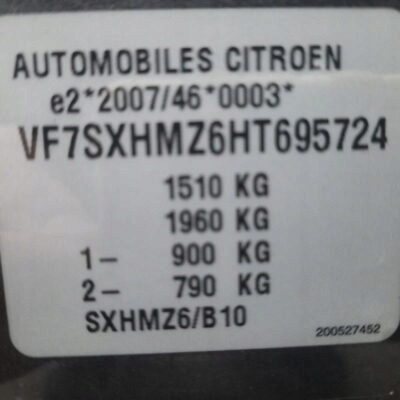 AUTOMOBILES CITROEN
e2*2007/46*0003*
VF7SXHMZ6HT695724
1510 KG
1960 KG
1- 900 KG
2- 790 KG
SXHMZ6/B10
200527452